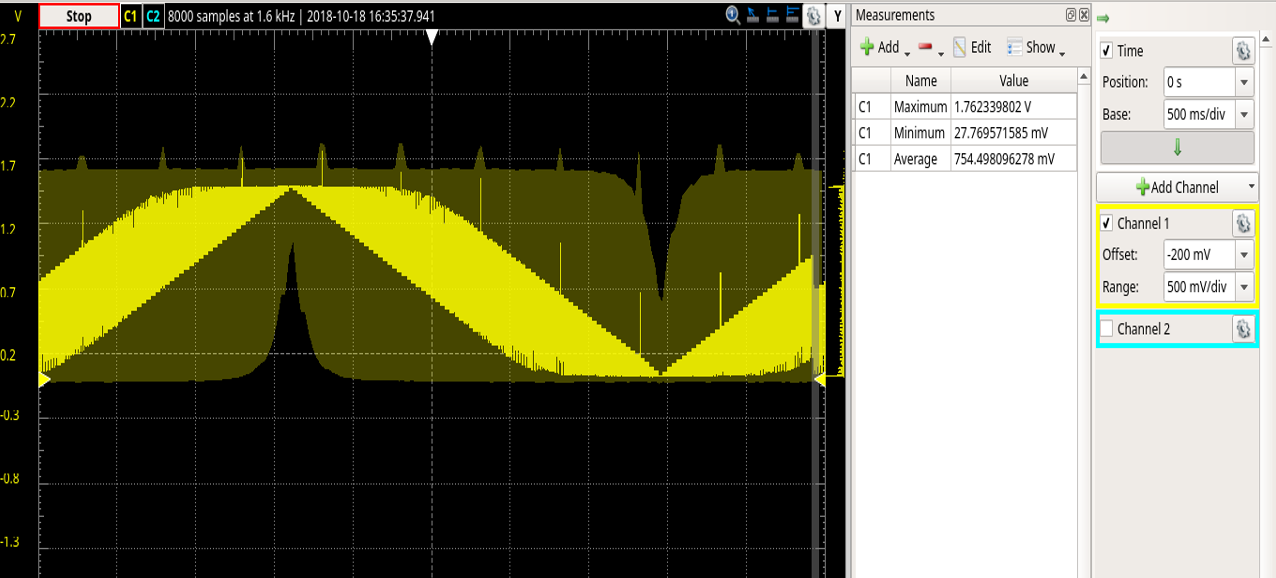 V Stop C1 C2 8000 samples at 1.6 kHz | 2018-10-18 16:35:37.941 Y
2.7
2.2
1.7
1.2
0.7
0.2
-0.3
-0.8
-1.3
Measurements
Add Edit Show
Name Value
C1 Maximum 1.762339802 V
C1 Minimum 27.769571585 mV
C1 Average 754.498096278 mV
Time
Position: 0 s
Base: 500 ms/div
Add Channel
Channel 1
Offset: -200 mV
Range: 500 mV/div
Channel 2